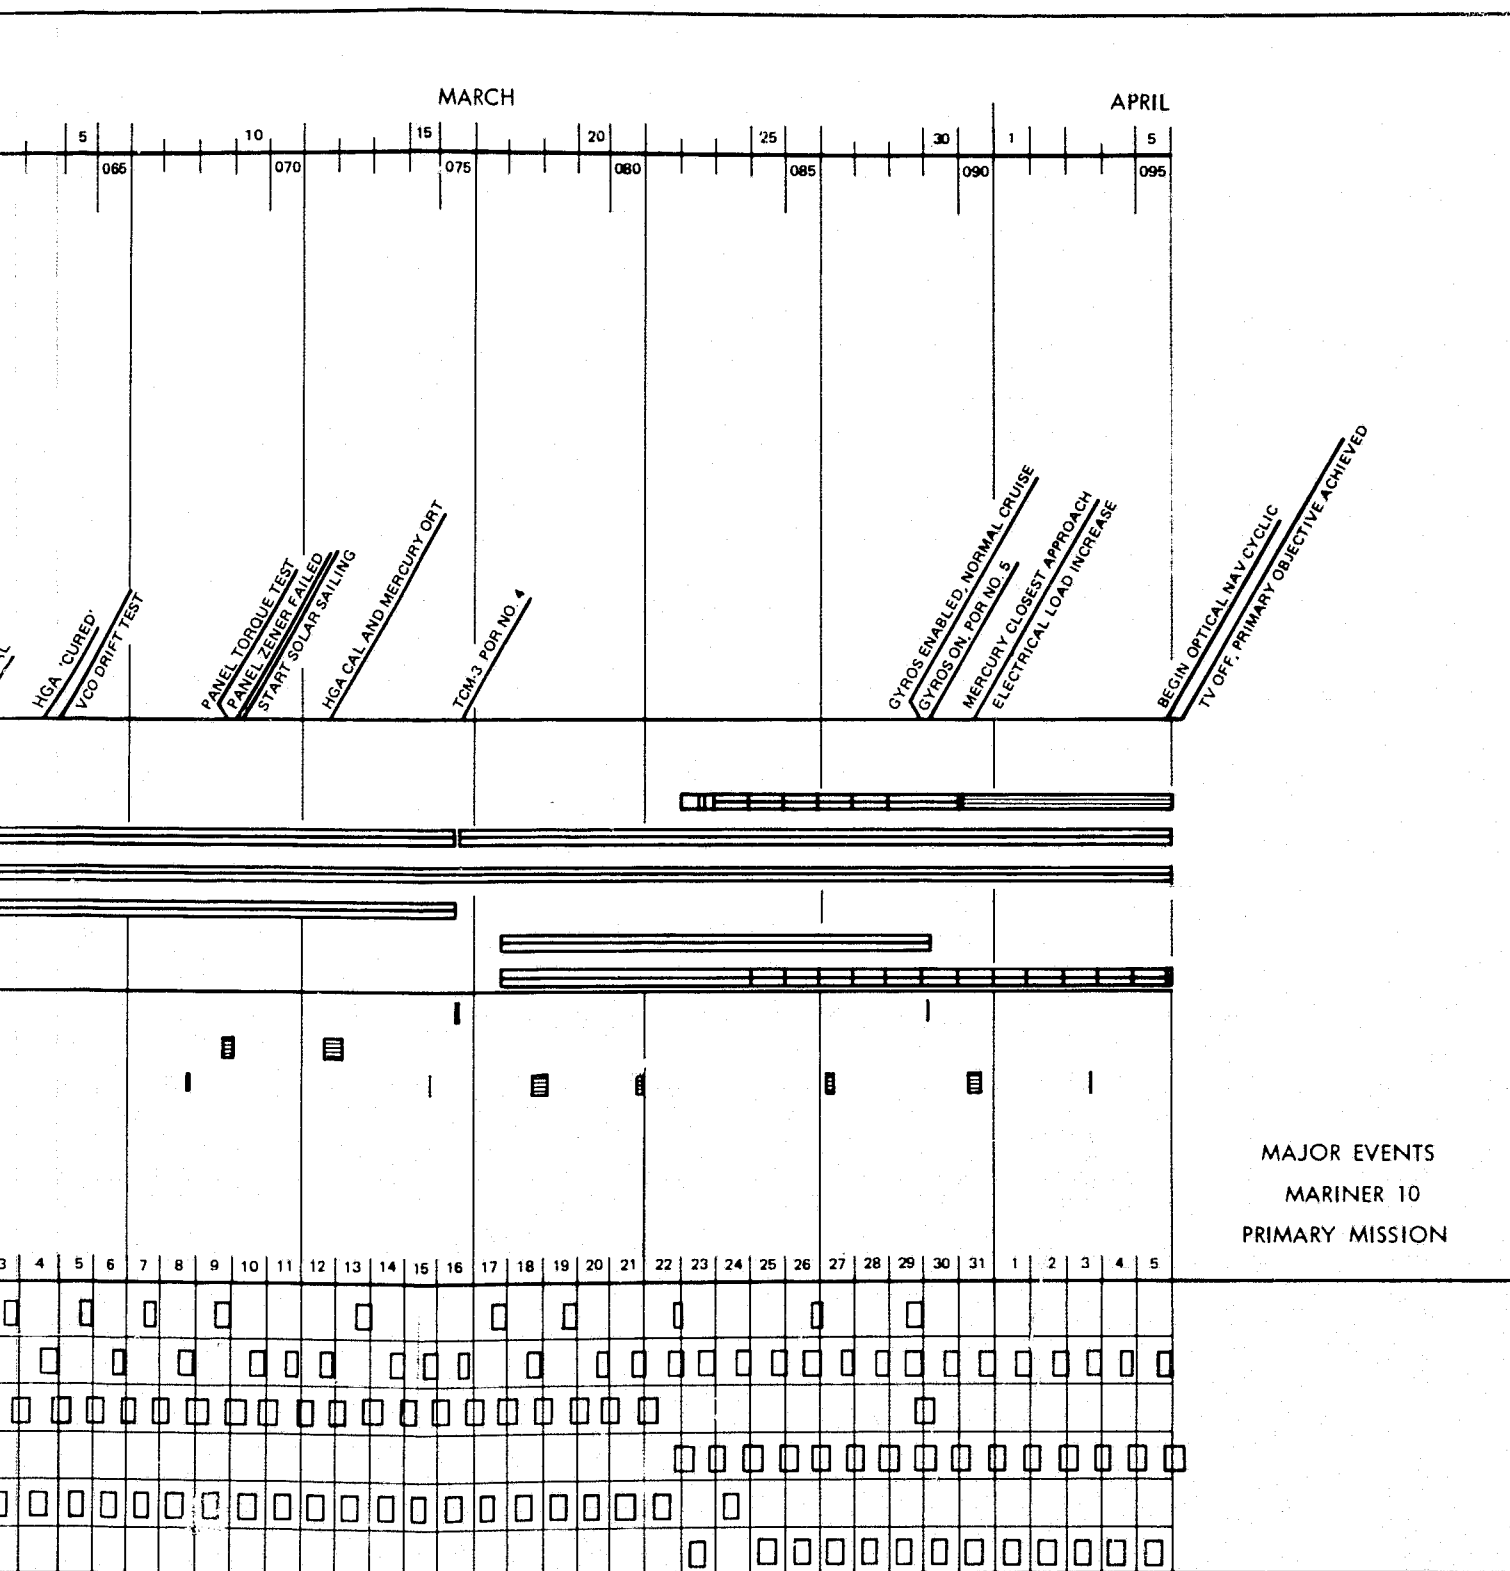 MARCH
APRIL
5 10 15 20 25 30 1 5
065 070 075 080 085 090 095
HGA 'CURED'
VCO DRIFT TEST
PANEL TORQUE TEST
PANEL ZENER FAILED
START SOLAR SAILING
HGA CAL AND MERCURY ORT
TCM-3 POR NO. 4
GYROS ENABLED, NORMAL CRUISE
GYROS ON, POR NO. 5
MERCURY CLOSEST APPROACH
ELECTRICAL LOAD INCREASE
BEGIN OPTICAL NAV CYCLIC
TV OFF, PRIMARY OBJECTIVE ACHIEVED
MAJOR EVENTS
MARINER 10
PRIMARY MISSION
3 4 5 6 7 8 9 10 11 12 13 14 15 16 17 18 19 20 21 22 23 24 25 26 27 28 29 30 31 1 2 3 4 5